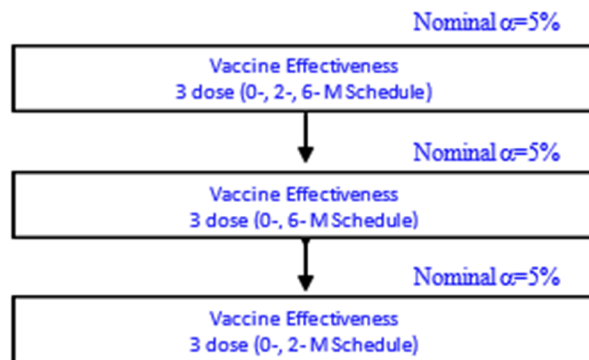 Nominal α=5%
Vaccine Effectiveness
3 dose (0-, 2-, 6- M Schedule)
Nominal α=5%
Vaccine Effectiveness
3 dose (0-, 6- M Schedule)
Nominal α=5%
Vaccine Effectiveness
3 dose (0-, 2- M Schedule)